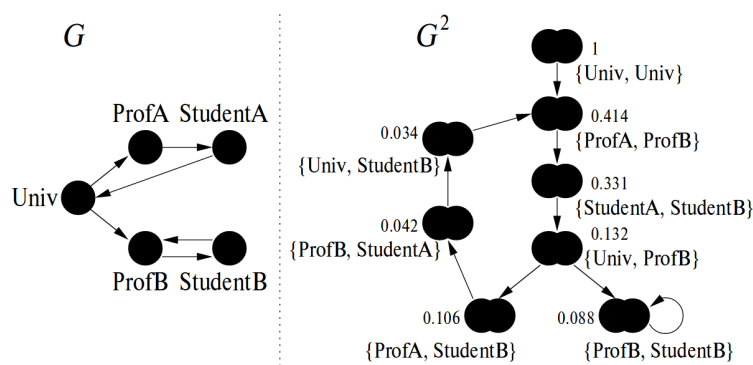 G
ProfA StudentA
Univ
ProfB StudentB
G²
1
{Univ, Univ}
0.414
{ProfA, ProfB}
0.034
{Univ, StudentB}
0.331
{StudentA, StudentB}
0.042
{ProfB, StudentA}
0.132
{Univ, ProfB}
0.106
{ProfA, StudentB}
0.088
{ProfB, StudentB}